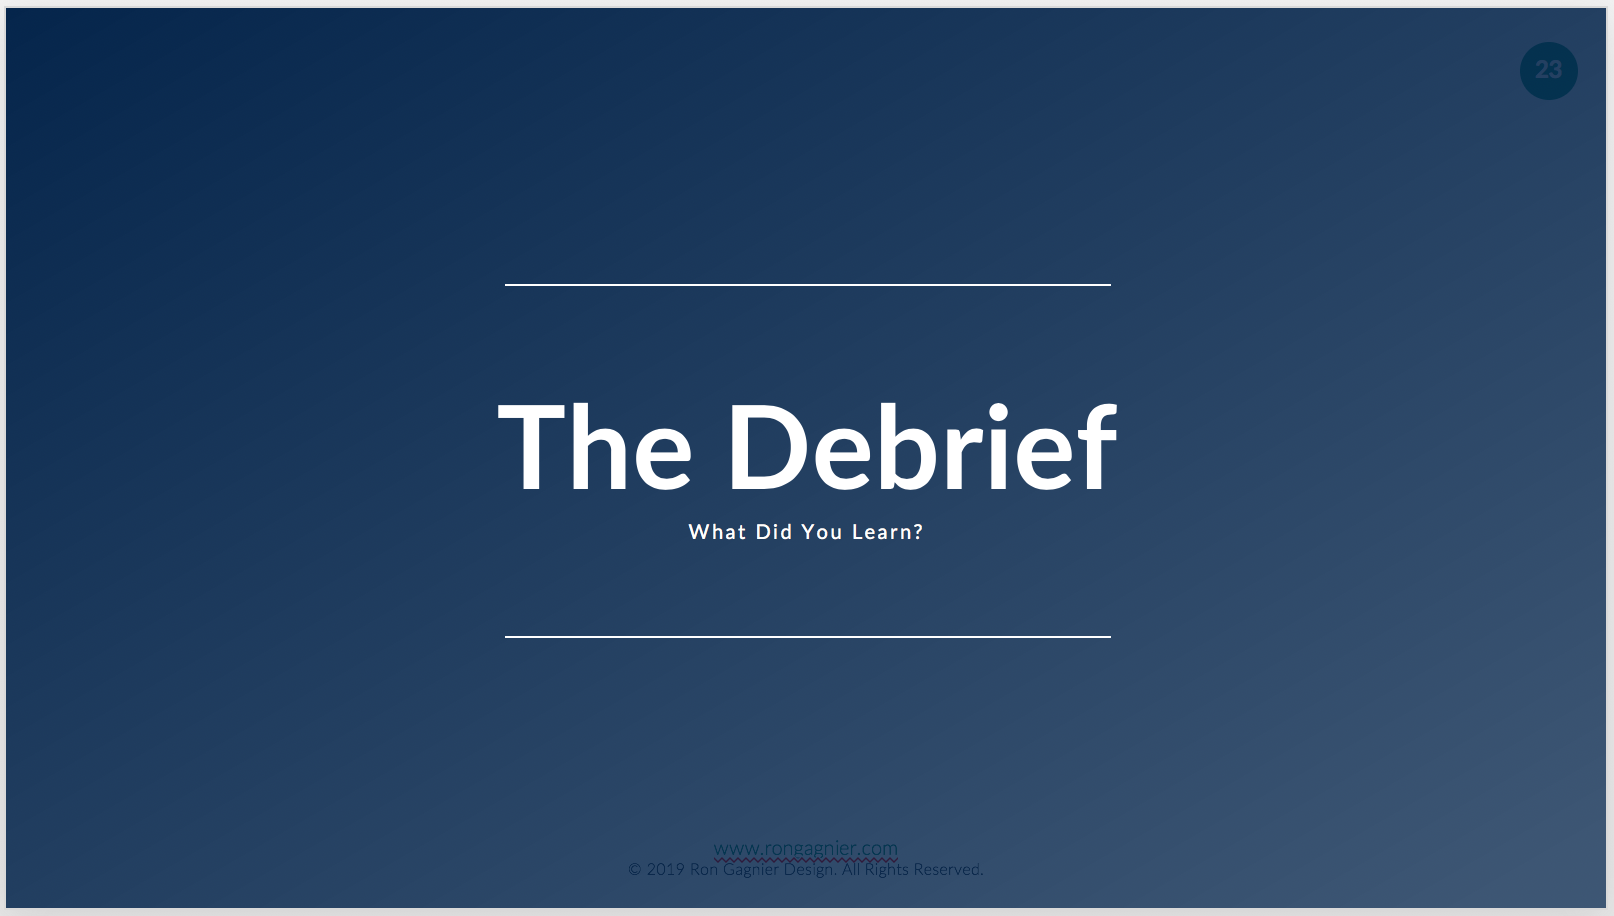 23
The Debrief
What Did You Learn?
www.rongagnier.com
© 2019 Ron Gagnier Design. All Rights Reserved.